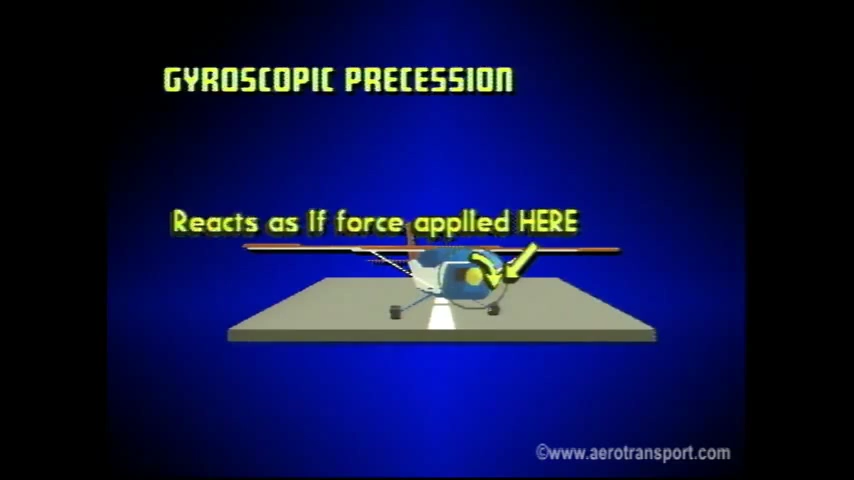 GYROSCOPIC PRECESSION
Reacts as If force applied HERE
©www.aerotransport.com